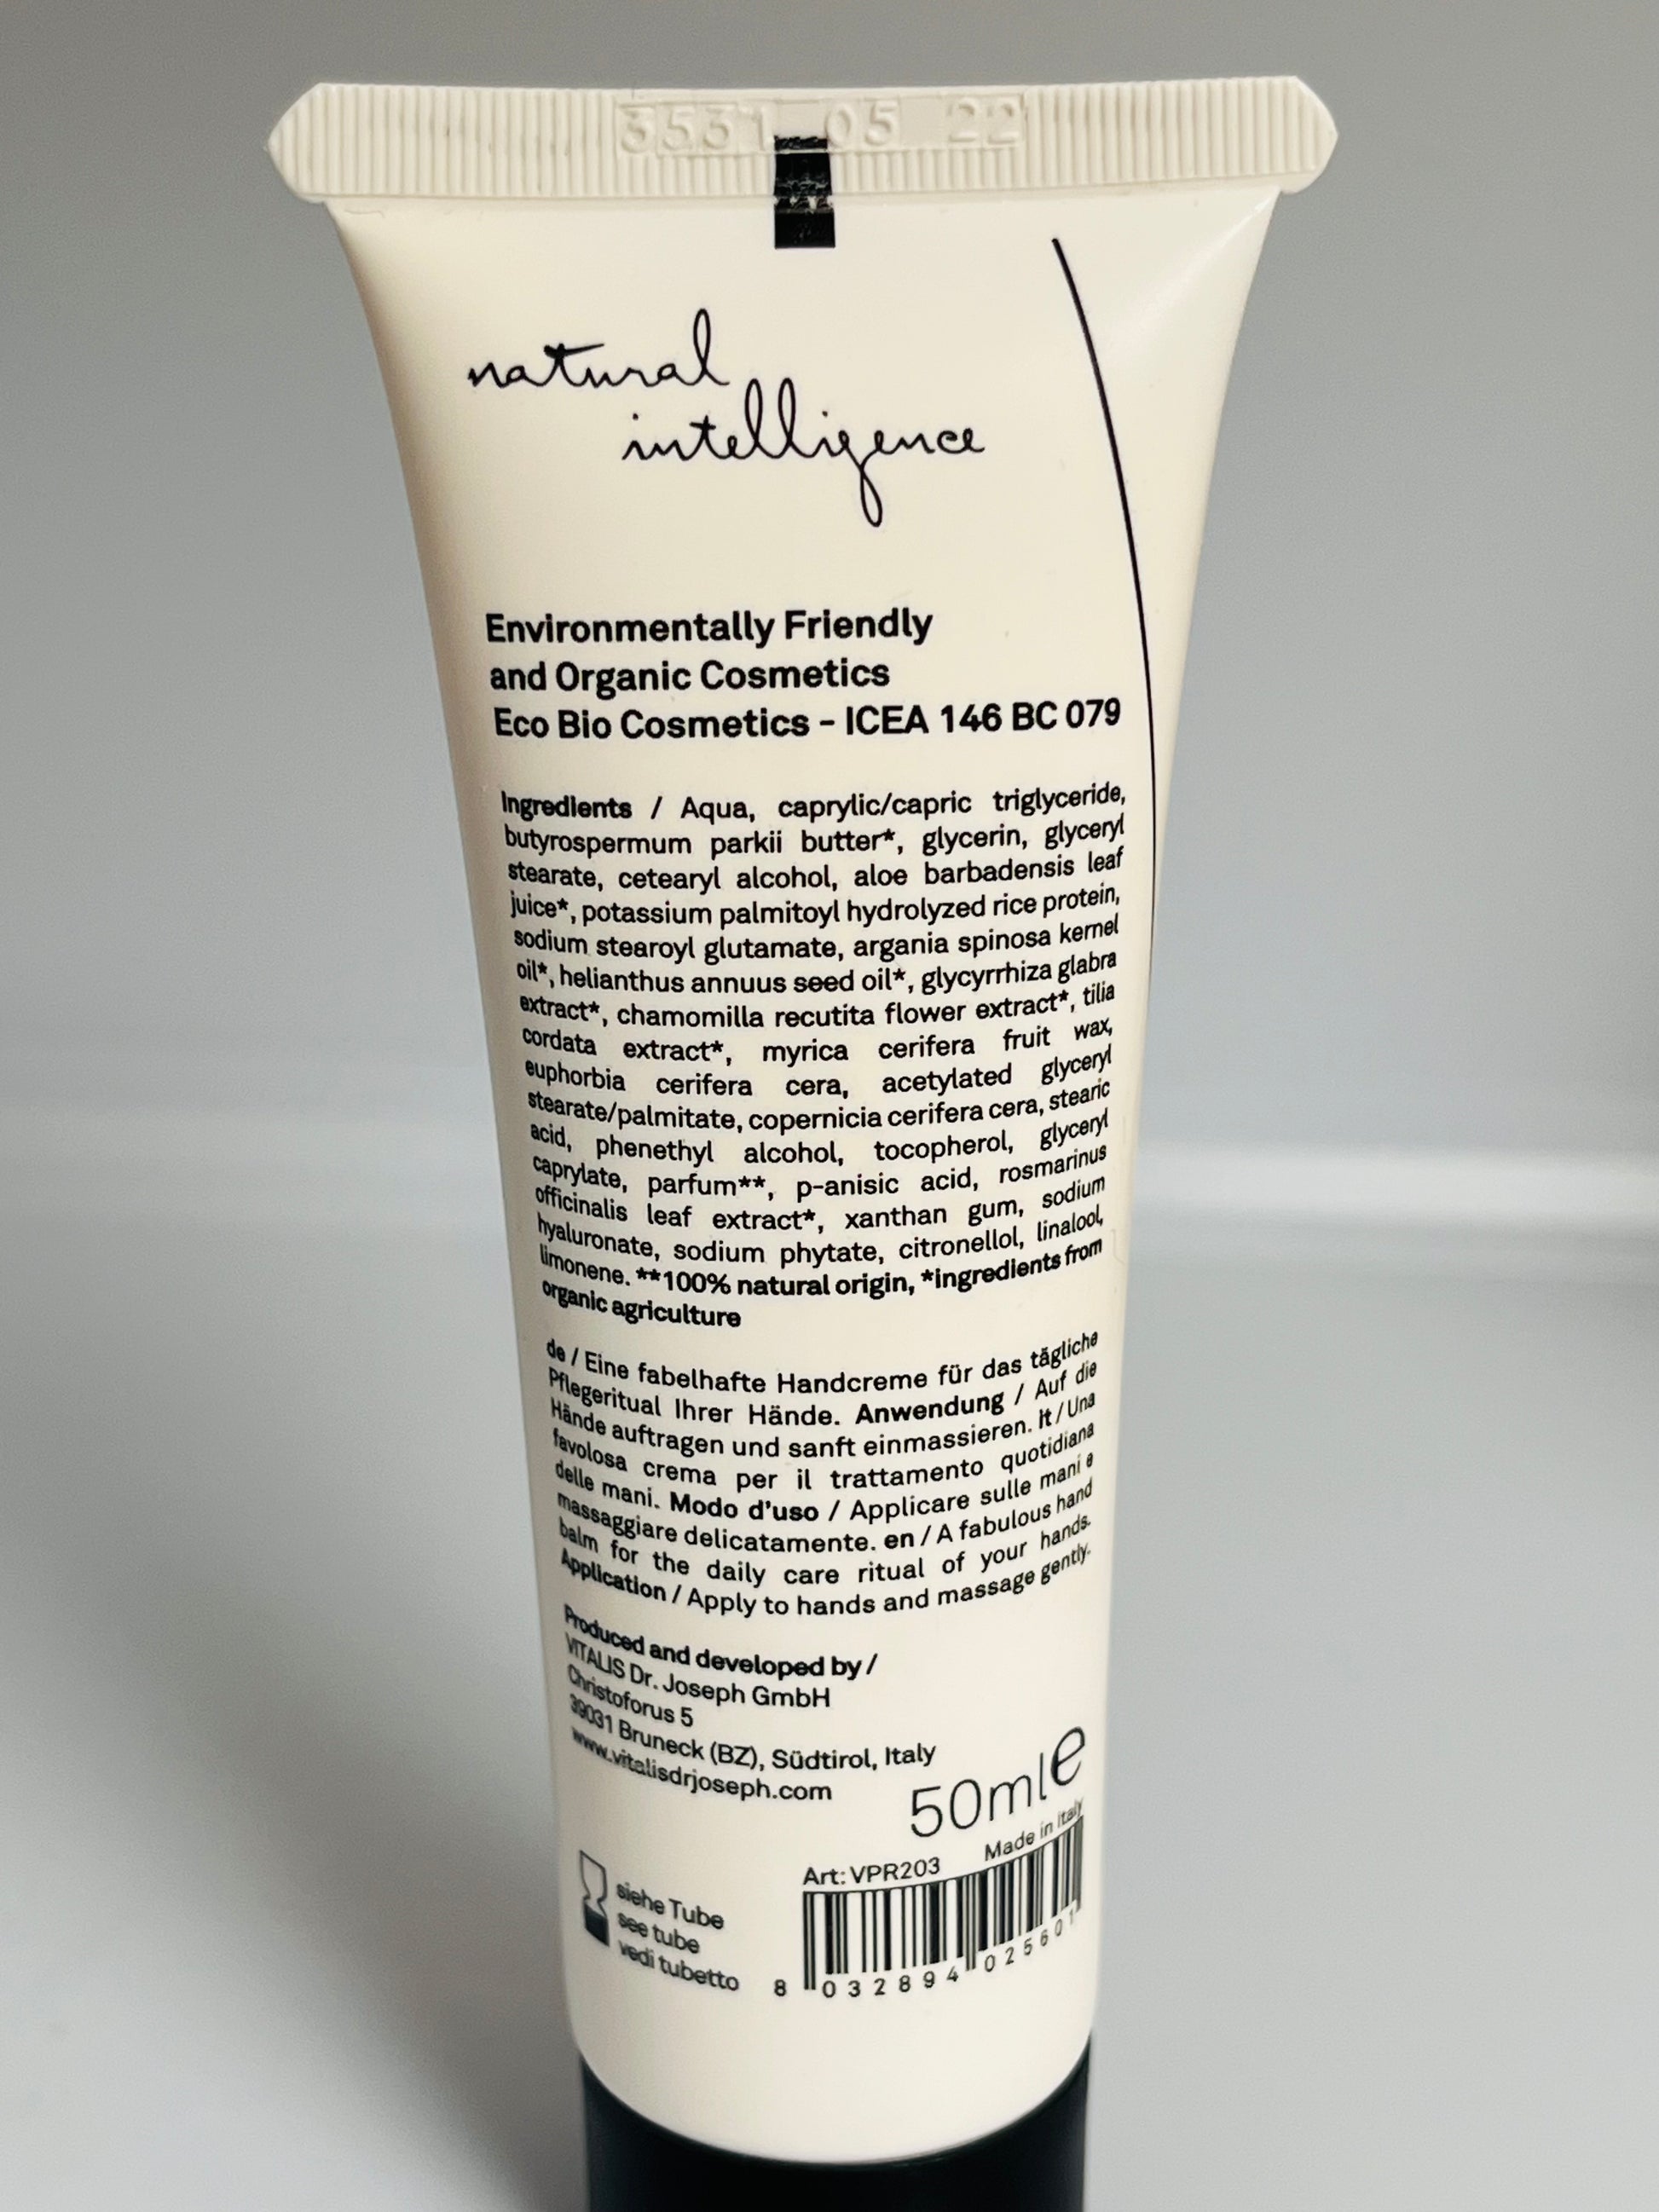 3531 05 22
natural
intelligence
Environmentally Friendly
and Organic Cosmetics
Eco Bio Cosmetics - ICEA 146 BC 079
Ingredients / Aqua, caprylic/capric triglyceride,
butyrospermum parkii butter*, glycerin, glyceryl
stearate, cetearyl alcohol, aloe barbadensis leaf
juice*, potassium palmitoyl hydrolyzed rice protein,
sodium stearoyl glutamate, argania spinosa kernel
oil*, helianthus annuus seed oil*, glycyrrhiza glabra
extract*, chamomilla recutita flower extract*, tilia
cordata extract*, myrica cerifera fruit wax,
euphorbia cerifera cera, acetylated glyceryl
stearate/palmitate, copernicia cerifera cera, stearic
acid, phenethyl alcohol, tocopherol, glyceryl
caprylate, parfum**, p-anisic acid, rosmarinus
officinalis leaf extract*, xanthan gum, sodium
hyaluronate, sodium phytate, citronellol, linalool,
limonene. **100% natural origin, *ingredients from
organic agriculture
de / Eine fabelhafte Handcreme für das tägliche
Pflegeritual Ihrer Hände. Anwendung / Auf die
Hände auftragen und sanft einmassieren. It / Una
favolosa crema per il trattamento quotidiana
delle mani. Modo d'uso / Applicare sulle mani e
massaggiare delicatamente. en / A fabulous hand
balm for the daily care ritual of your hands.
Application / Apply to hands and massage gently.
Produced and developed by /
VITALIS Dr. Joseph GmbH
Christoforus 5
39031 Bruneck (BZ), Südtirol, Italy
www.vitalisdrjoseph.com
50ml e
Made in Italy
Art: VPR203
siehe Tube
see tube
vedi tubetto
8 032894 025601